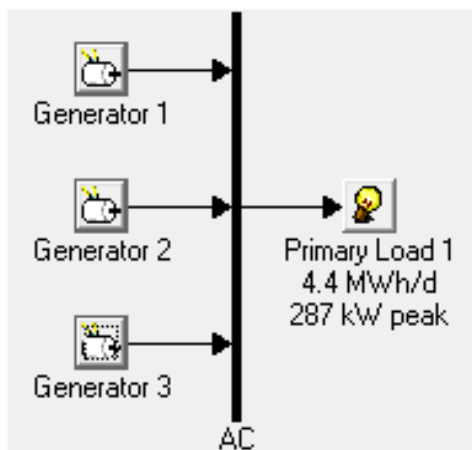 Generator 1
Generator 2
Primary Load 1
4.4 MWh/d
287 kW peak
Generator 3
AC